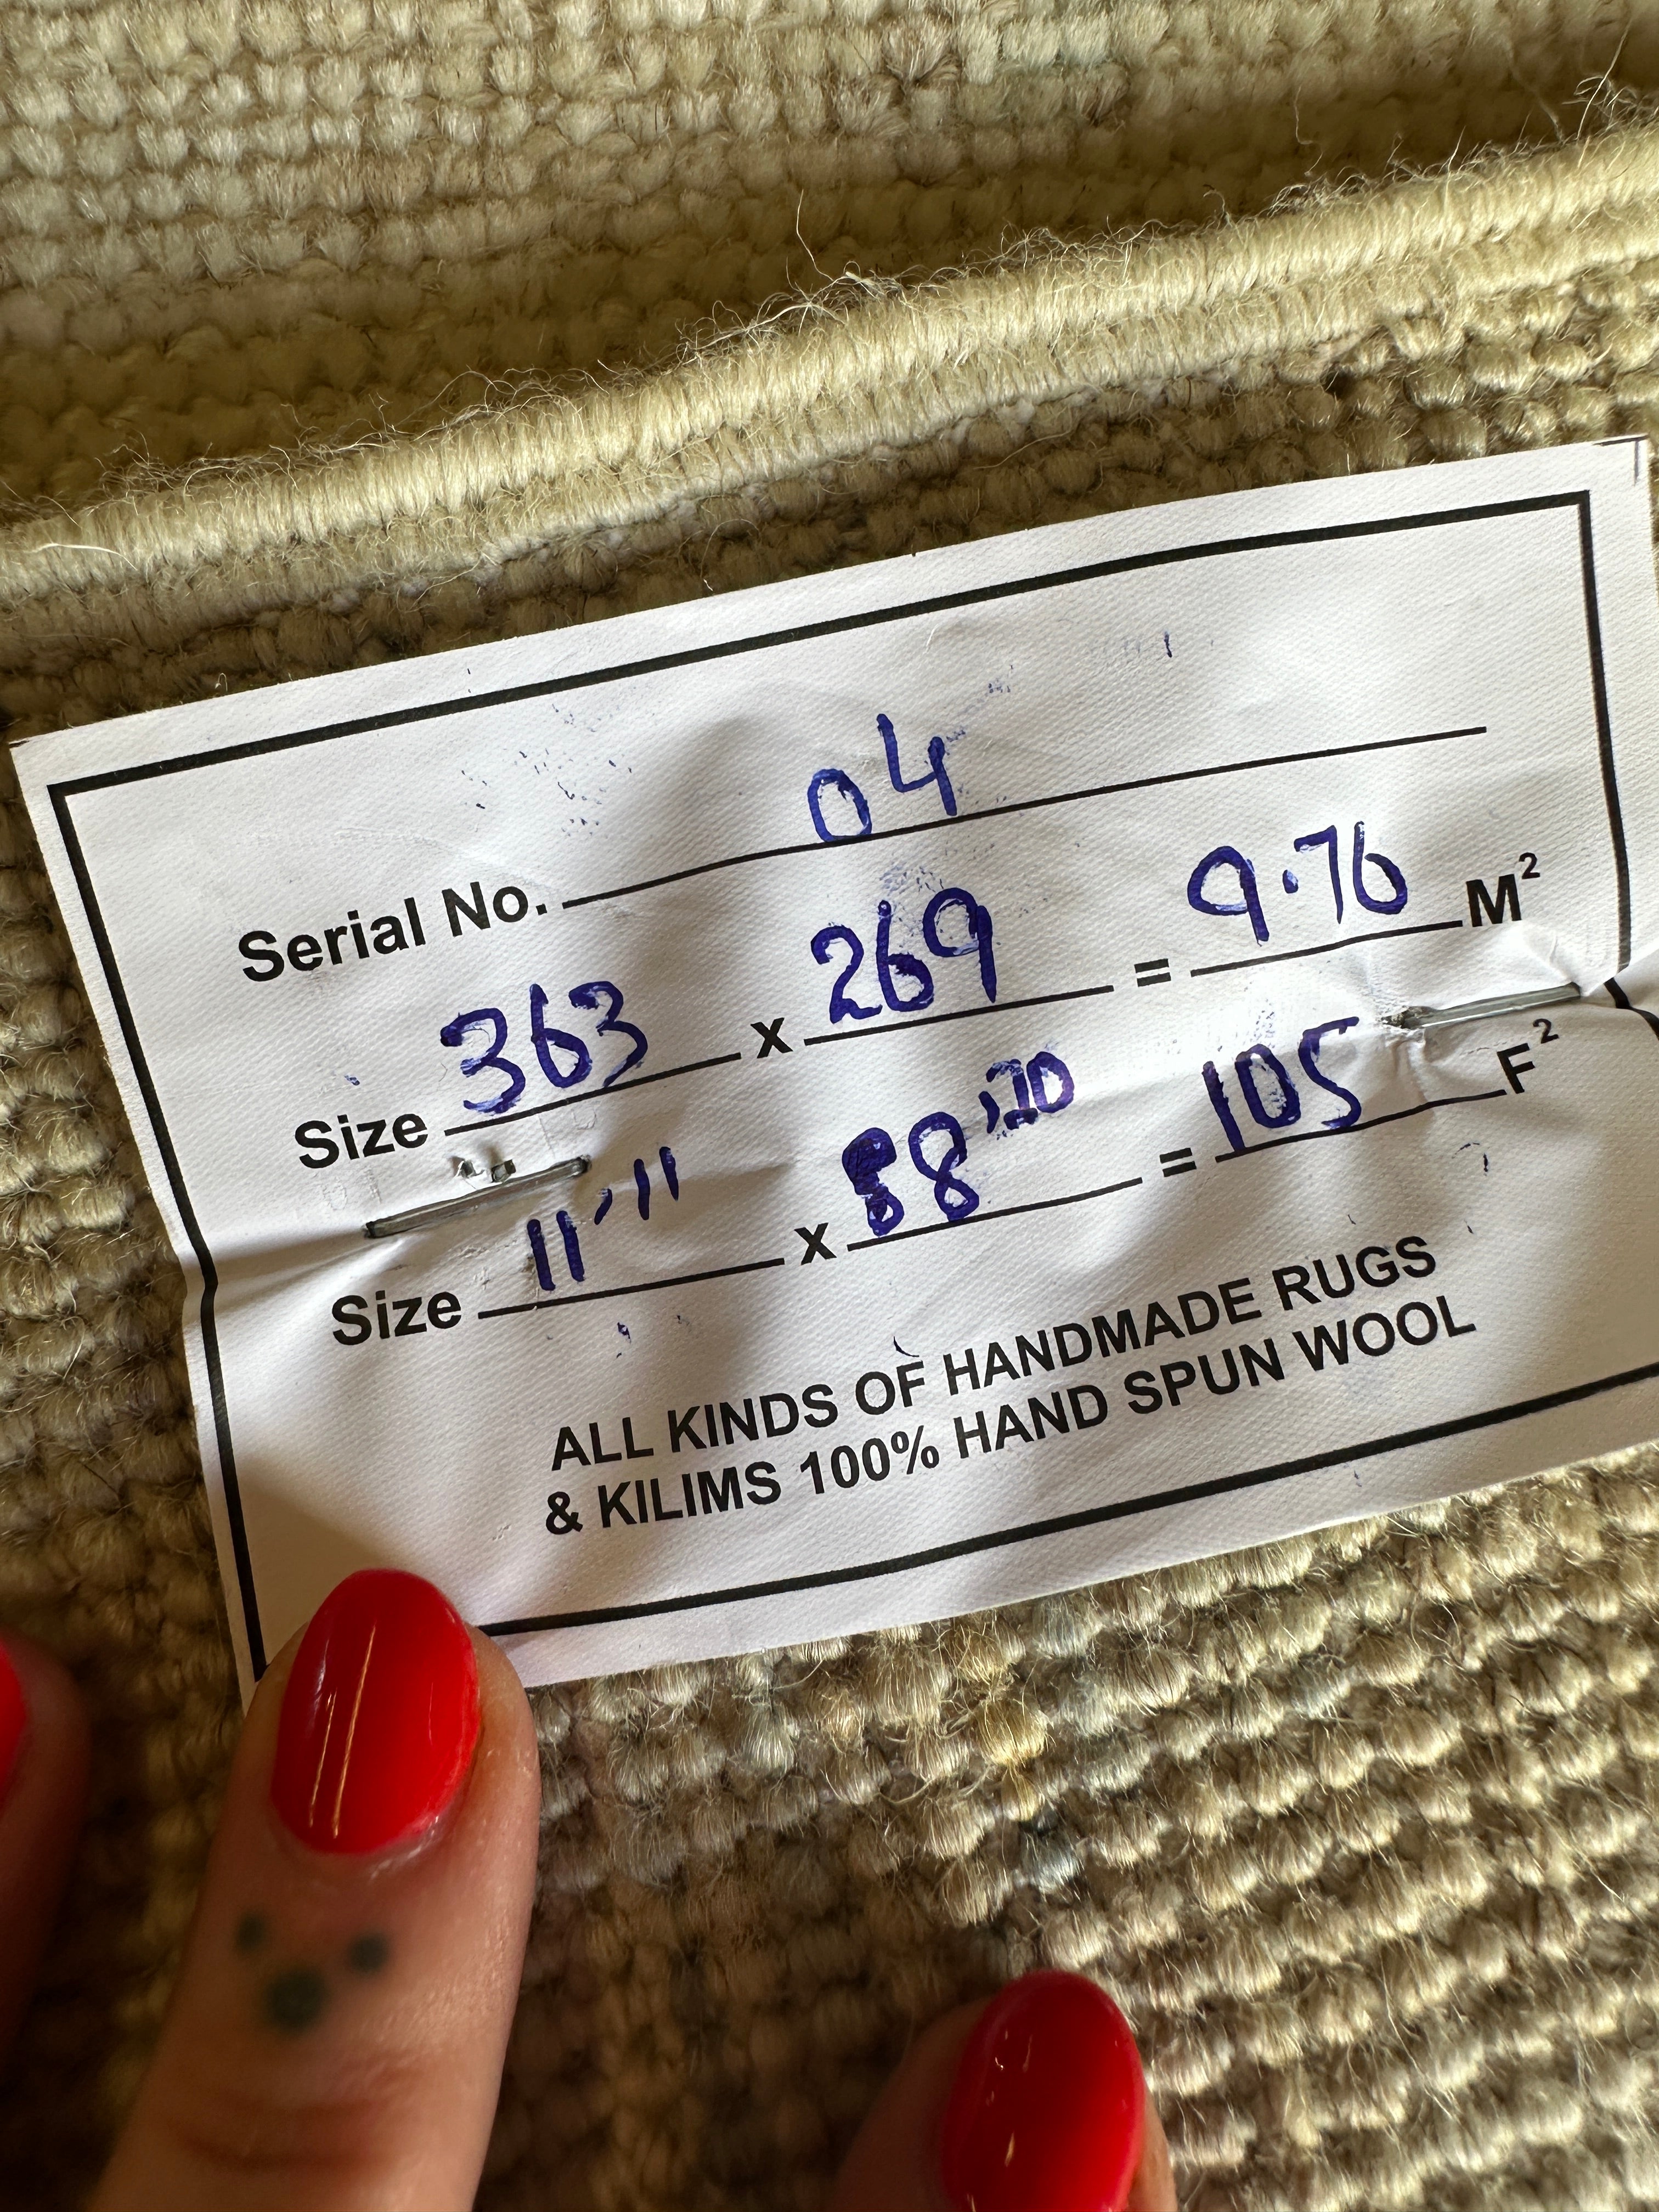 Serial No. 04
Size 363 x 269 = 9.76 M²
Size 11'11 x 8'10 = 105 F²
ALL KINDS OF HANDMADE RUGS
& KILIMS 100% HAND SPUN WOOL